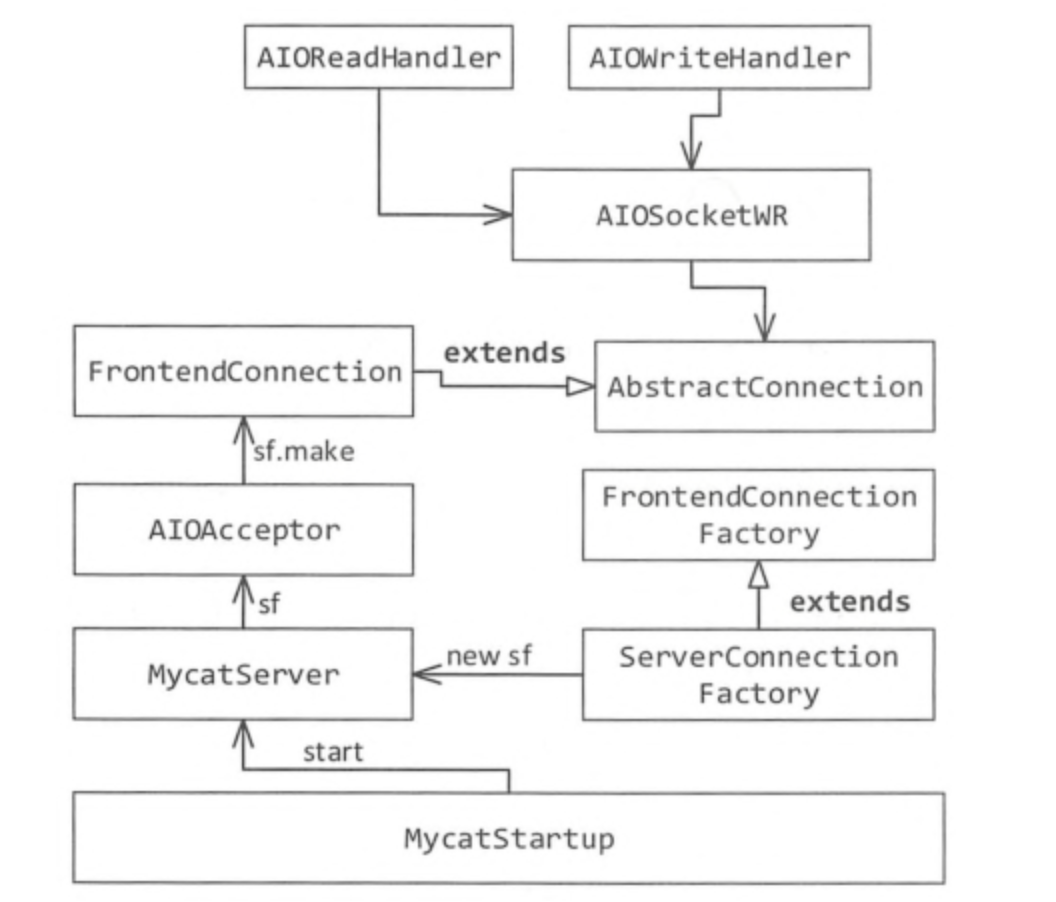 AIOReadHandler
AIOWriteHandler
AIOSocketWR
FrontendConnection
extends
AbstractConnection
sf.make
FrontendConnection
Factory
AIOAcceptor
sf
extends
MycatServer
new sf
ServerConnection
Factory
start
MycatStartup